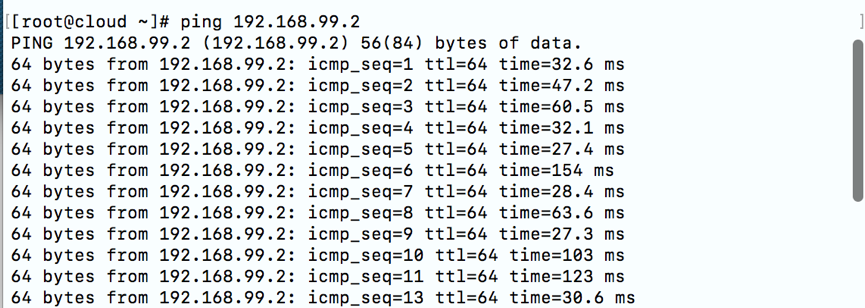 [[root@cloud ~]# ping 192.168.99.2 ]
PING 192.168.99.2 (192.168.99.2) 56(84) bytes of data.
64 bytes from 192.168.99.2: icmp_seq=1 ttl=64 time=32.6 ms
64 bytes from 192.168.99.2: icmp_seq=2 ttl=64 time=47.2 ms
64 bytes from 192.168.99.2: icmp_seq=3 ttl=64 time=60.5 ms
64 bytes from 192.168.99.2: icmp_seq=4 ttl=64 time=32.1 ms
64 bytes from 192.168.99.2: icmp_seq=5 ttl=64 time=27.4 ms
64 bytes from 192.168.99.2: icmp_seq=6 ttl=64 time=154 ms
64 bytes from 192.168.99.2: icmp_seq=7 ttl=64 time=28.4 ms
64 bytes from 192.168.99.2: icmp_seq=8 ttl=64 time=63.6 ms
64 bytes from 192.168.99.2: icmp_seq=9 ttl=64 time=27.3 ms
64 bytes from 192.168.99.2: icmp_seq=10 ttl=64 time=103 ms
64 bytes from 192.168.99.2: icmp_seq=11 ttl=64 time=123 ms
64 bytes from 192.168.99.2: icmp_seq=13 ttl=64 time=30.6 ms